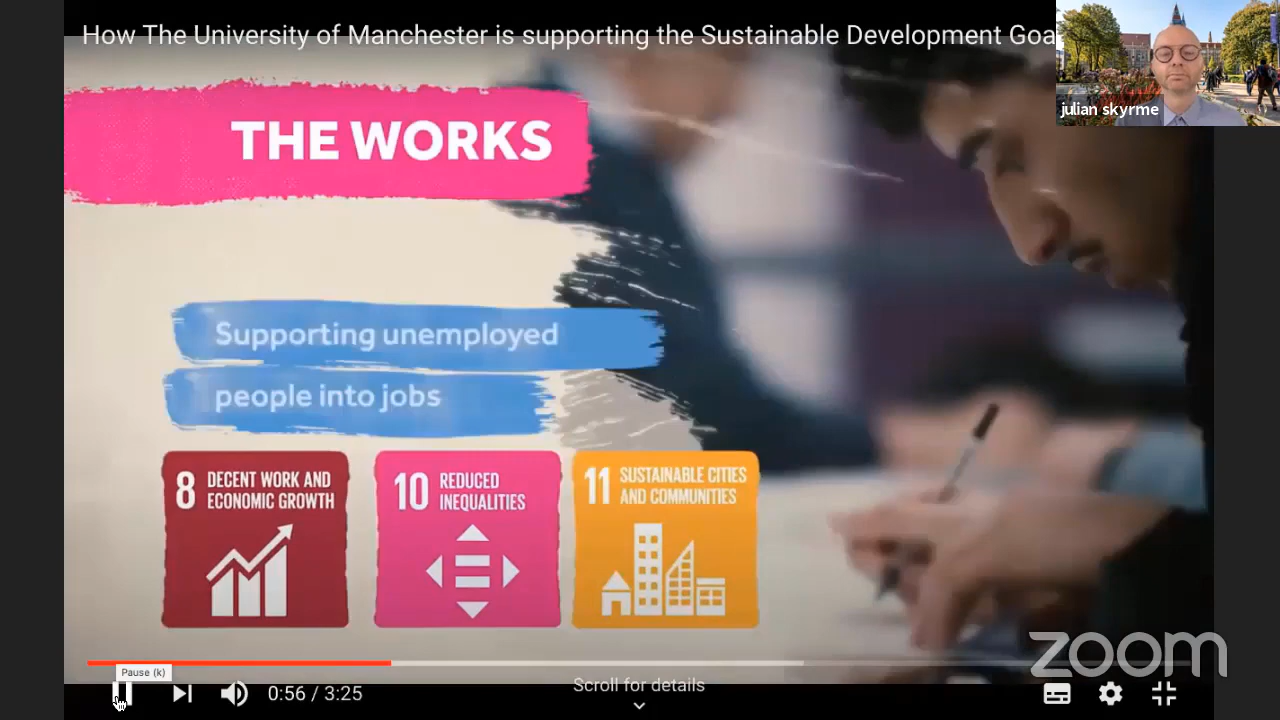 How The University of Manchester is supporting the Sustainable Development Goa
julian skyrme
THE WORKS
Supporting unemployed
people into jobs
8 DECENT WORK AND
ECONOMIC GROWTH
10 REDUCED
INEQUALITIES
11 SUSTAINABLE CITIES
AND COMMUNITIES
zoom
Pause (k)
0:56 / 3:25
Scroll for details